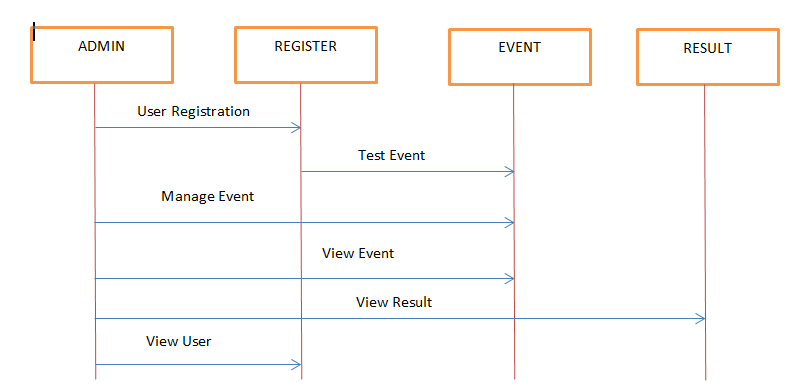 ADMIN
REGISTER
EVENT
RESULT
User Registration
Test Event
Manage Event
View Event
View Result
View User